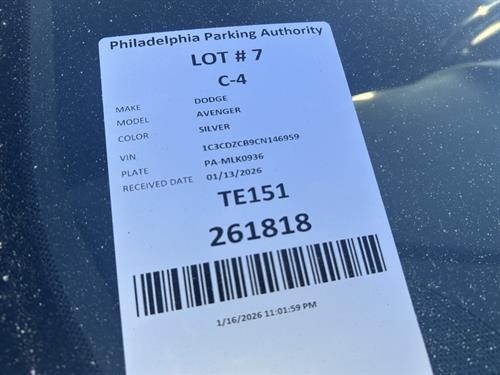 Philadelphia Parking Authority
LOT # 7
C-4
MAKE DODGE
MODEL AVENGER
COLOR SILVER
VIN 1C3CDZCB9CN146959
PLATE PA-MLK0936
RECEIVED DATE 01/13/2026
TE151
261818
1/16/2026 11:01:59 PM